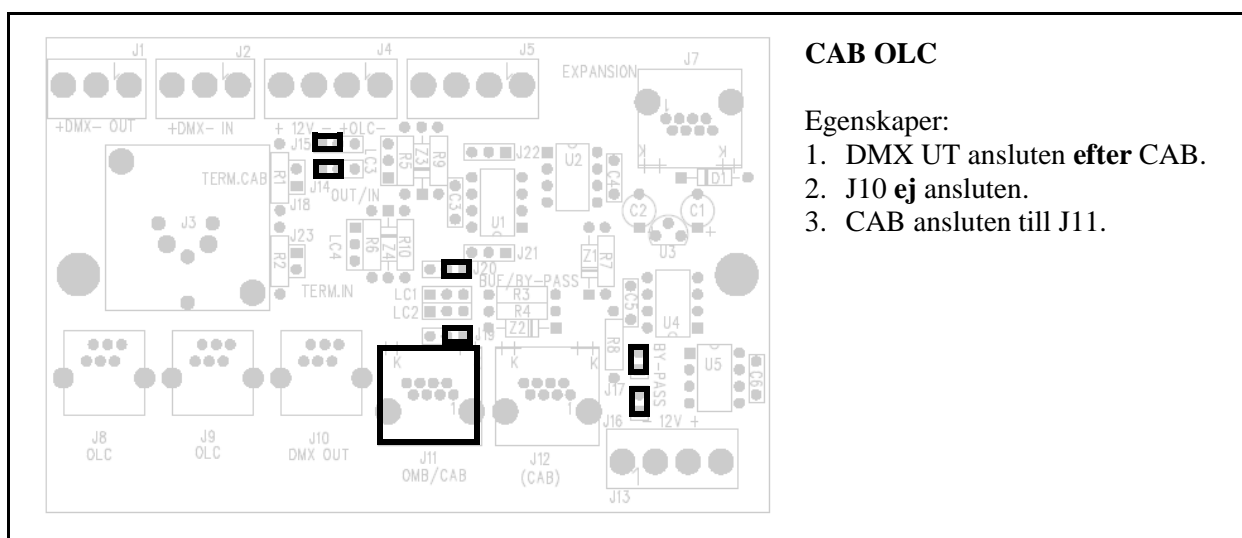 CAB OLC
Egenskaper:
1. DMX UT ansluten efter CAB.
2. J10 ej ansluten.
3. CAB ansluten till J11.
J1
J2
J4
J5
EXPANSION
J7
+DMX- OUT
+DMX- IN
+ 12V - +OLC-
J15
J14
OUT/IN
LC3
R5
Z3
R9
J22
U2
C4
D1
TERM.CAB
R1
J18
J3
C3
U1
C2
C1
U3
J23
R2
LC4
R6
Z4
R10
J21
J20
BUF/BY-PASS
Z1
R7
TERM.IN
LC1
LC2
R3
R4
Z2
C5
U4
J19
R8
BY-PASS
J17
U5
C6
K
K
K
K
1
1
1
J16
- 12V +
J8
OLC
J9
OLC
J10
DMX OUT
J11
OMB/CAB
J12
(CAB)
J13